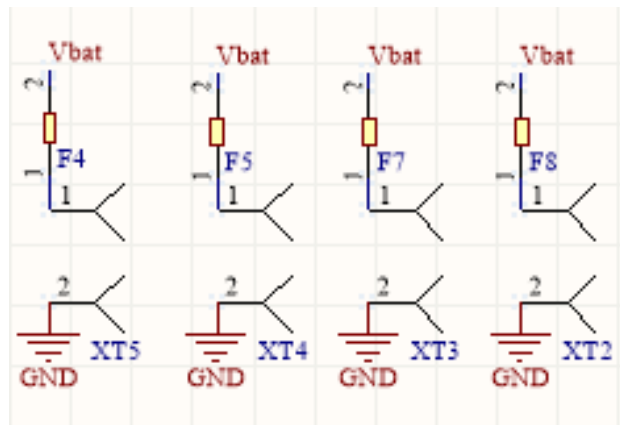 Vbat Vbat Vbat Vbat
2 2 2 2
F4 F5 F7 F8
1 1 1 1
1 1 1 1
2 2 2 2
XT5 XT4 XT3 XT2
GND GND GND GND